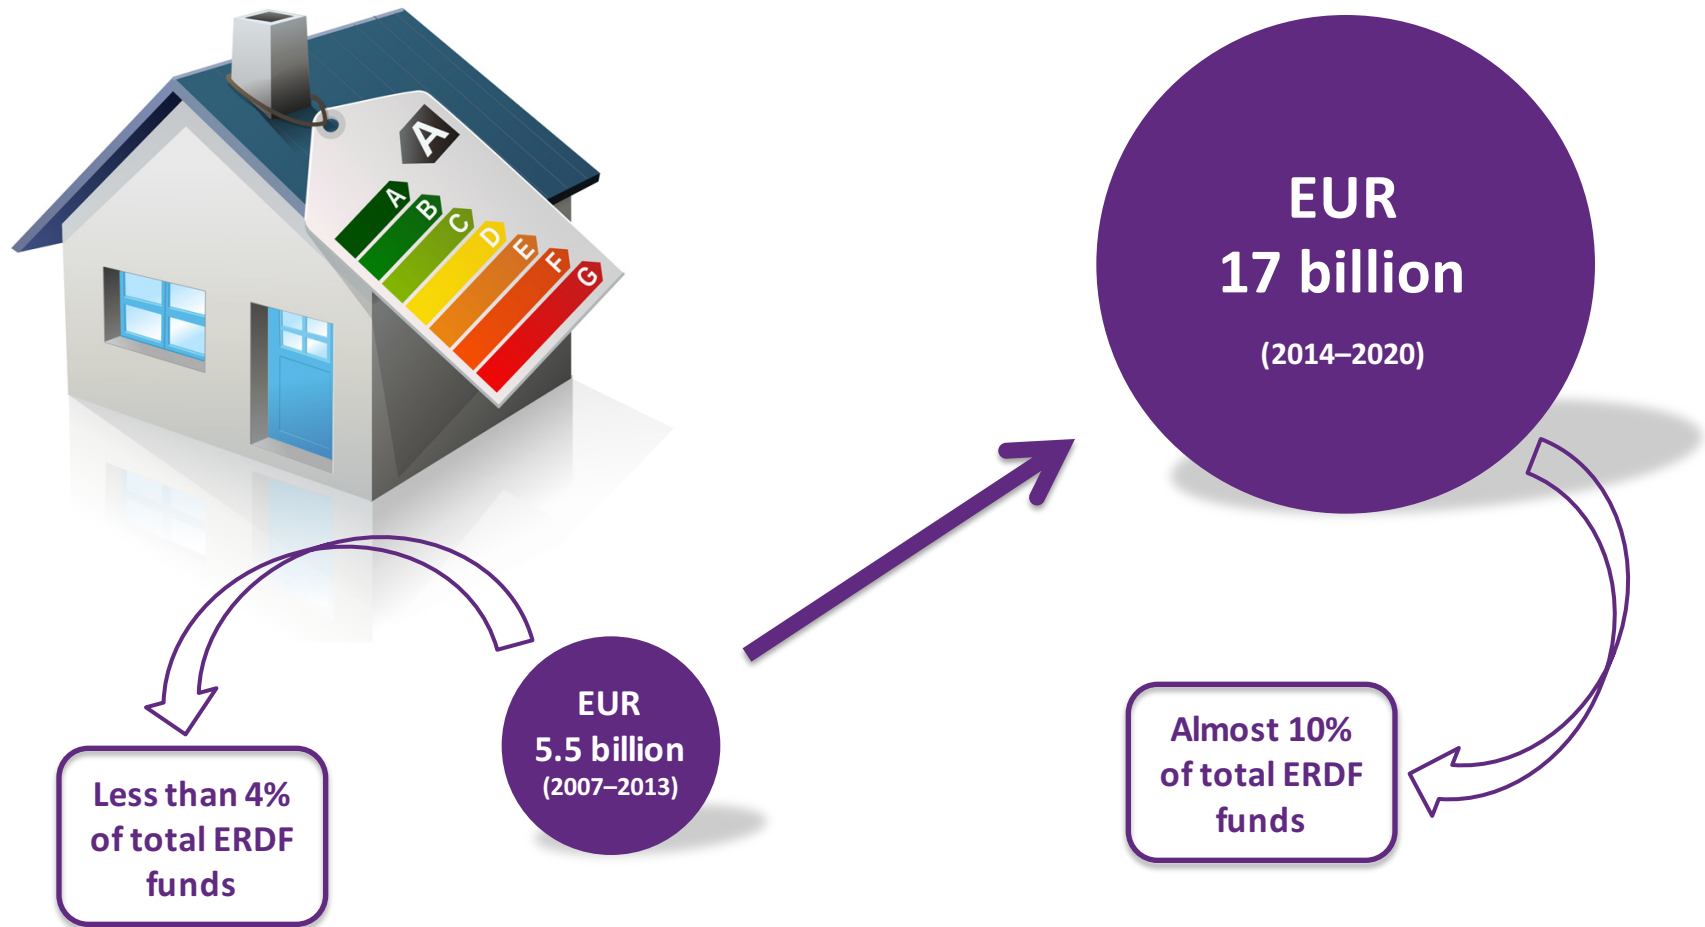 A
A
B
C
D
E
F
G
EUR
17 billion
(2014–2020)
EUR
5.5 billion
(2007–2013)
Less than 4%
of total ERDF
funds
Almost 10%
of total ERDF
funds